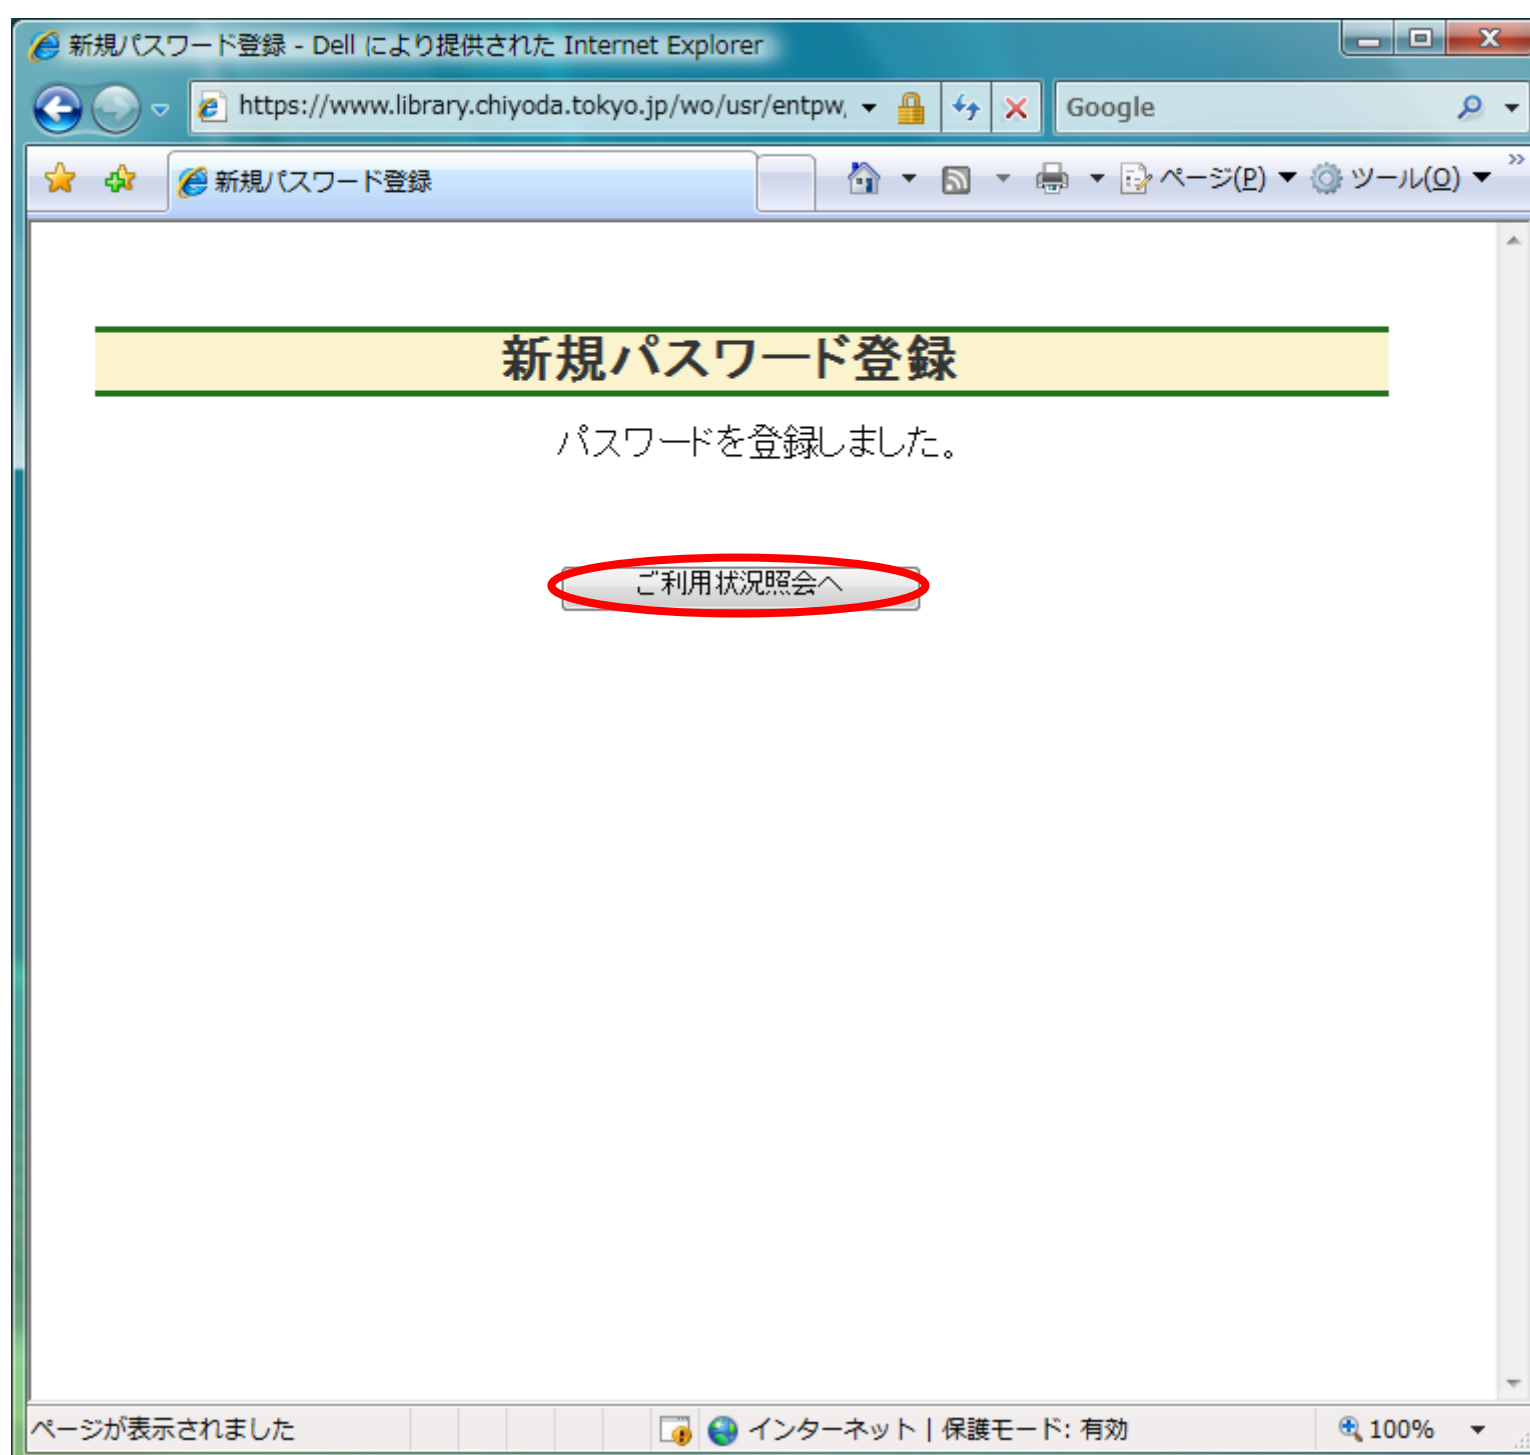 新規パスワード登録 - Dell により提供された Internet Explorer
https://www.library.chiyoda.tokyo.jp/wo/usr/entpw,
Google
新規パスワード登録
ページ(P)
ツール(O)
新規パスワード登録
パスワードを登録しました。
ご利用状況照会へ
ページが表示されました
インターネット | 保護モード: 有効
100%